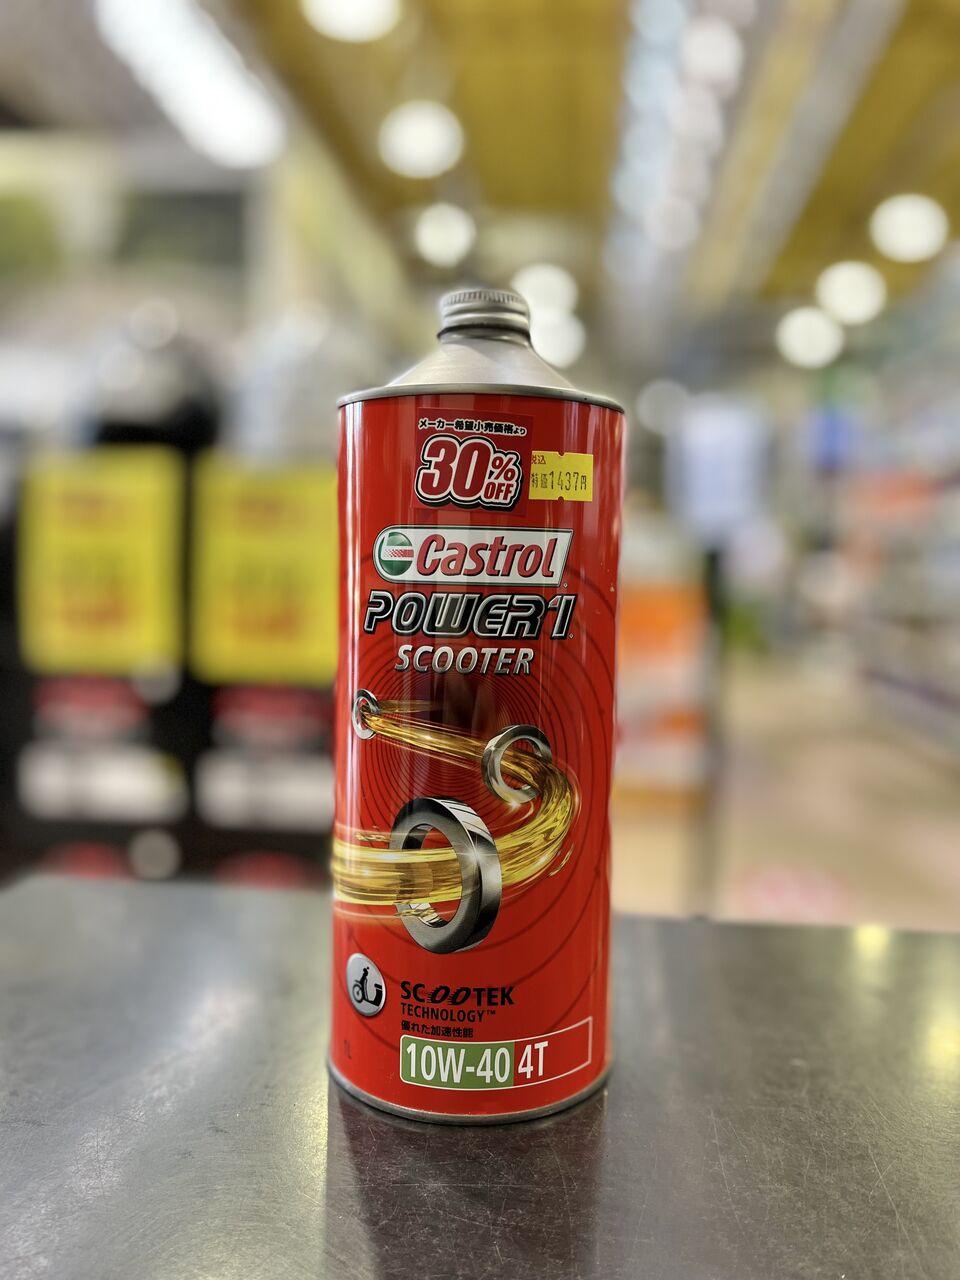 メーカー希望小売価格より
30%
OFF
税込
特価1437円
Castrol
POWER1
SCOOTER
SCOOTEK
TECHNOLOGY™
優れた加速性能
1L
10W-40 4T